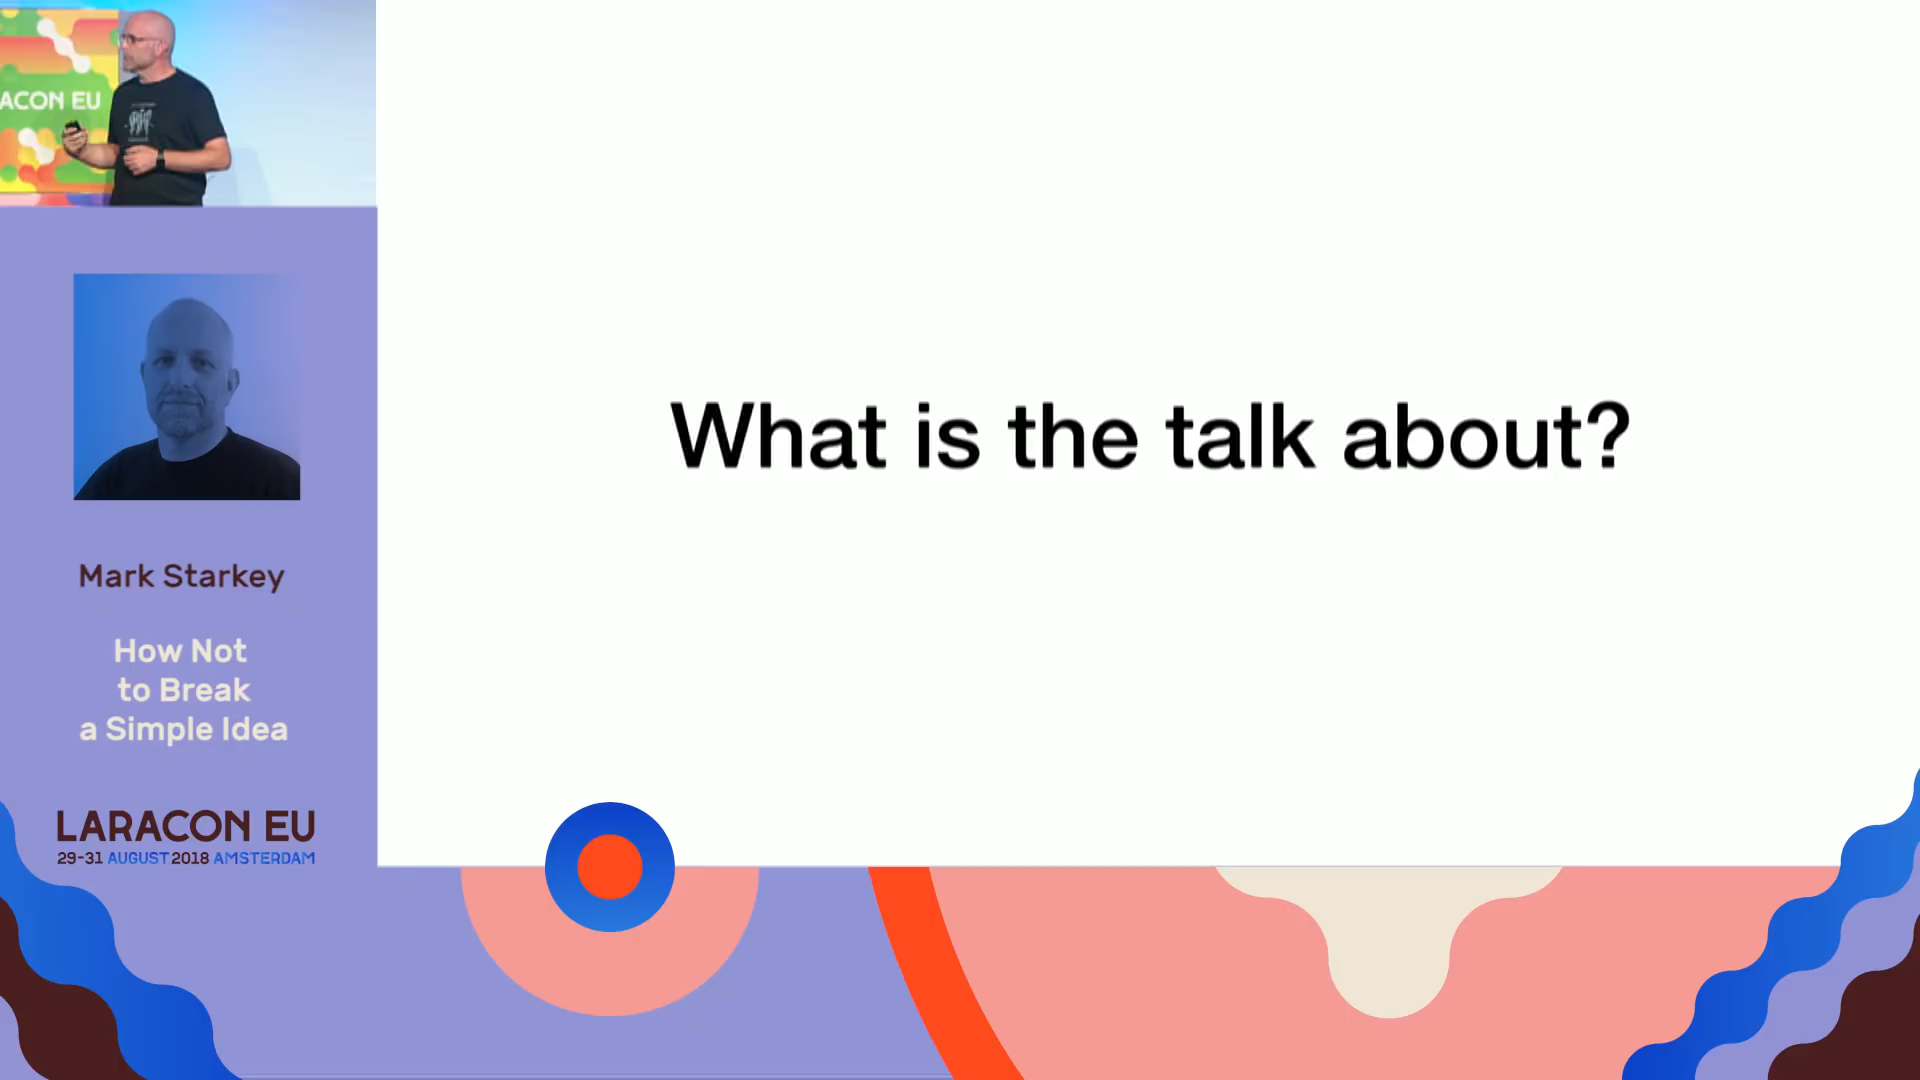 ACON EU
What is the talk about?
Mark Starkey
How Not
to Break
a Simple Idea
LARACON EU
29-31 AUGUST 2018 AMSTERDAM